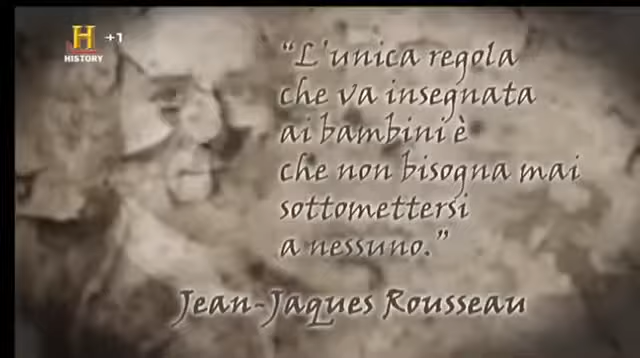 H +1
HISTORY
“L'unica regola
che va insegnata
ai bambini è
che non bisogna mai
sottomettersi
a nessuno.”
Jean-Jaques Rousseau